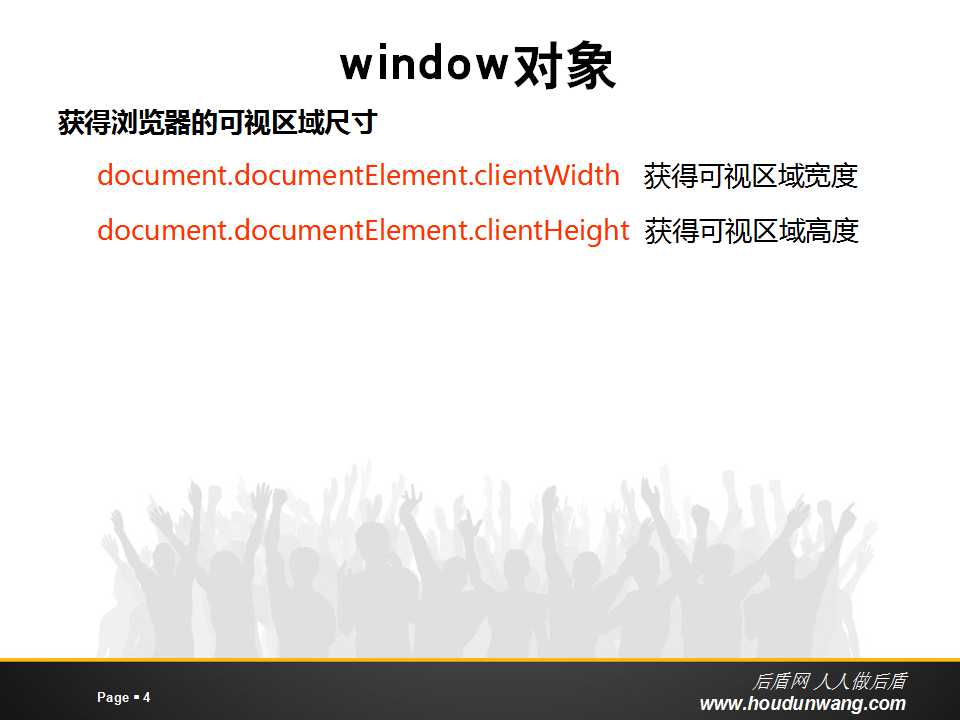 window对象
获得浏览器的可视区域尺寸
document.documentElement.clientWidth 获得可视区域宽度
document.documentElement.clientHeight 获得可视区域高度
后盾网 人人做后盾
Page ▪ 4
www.houdunwang.com